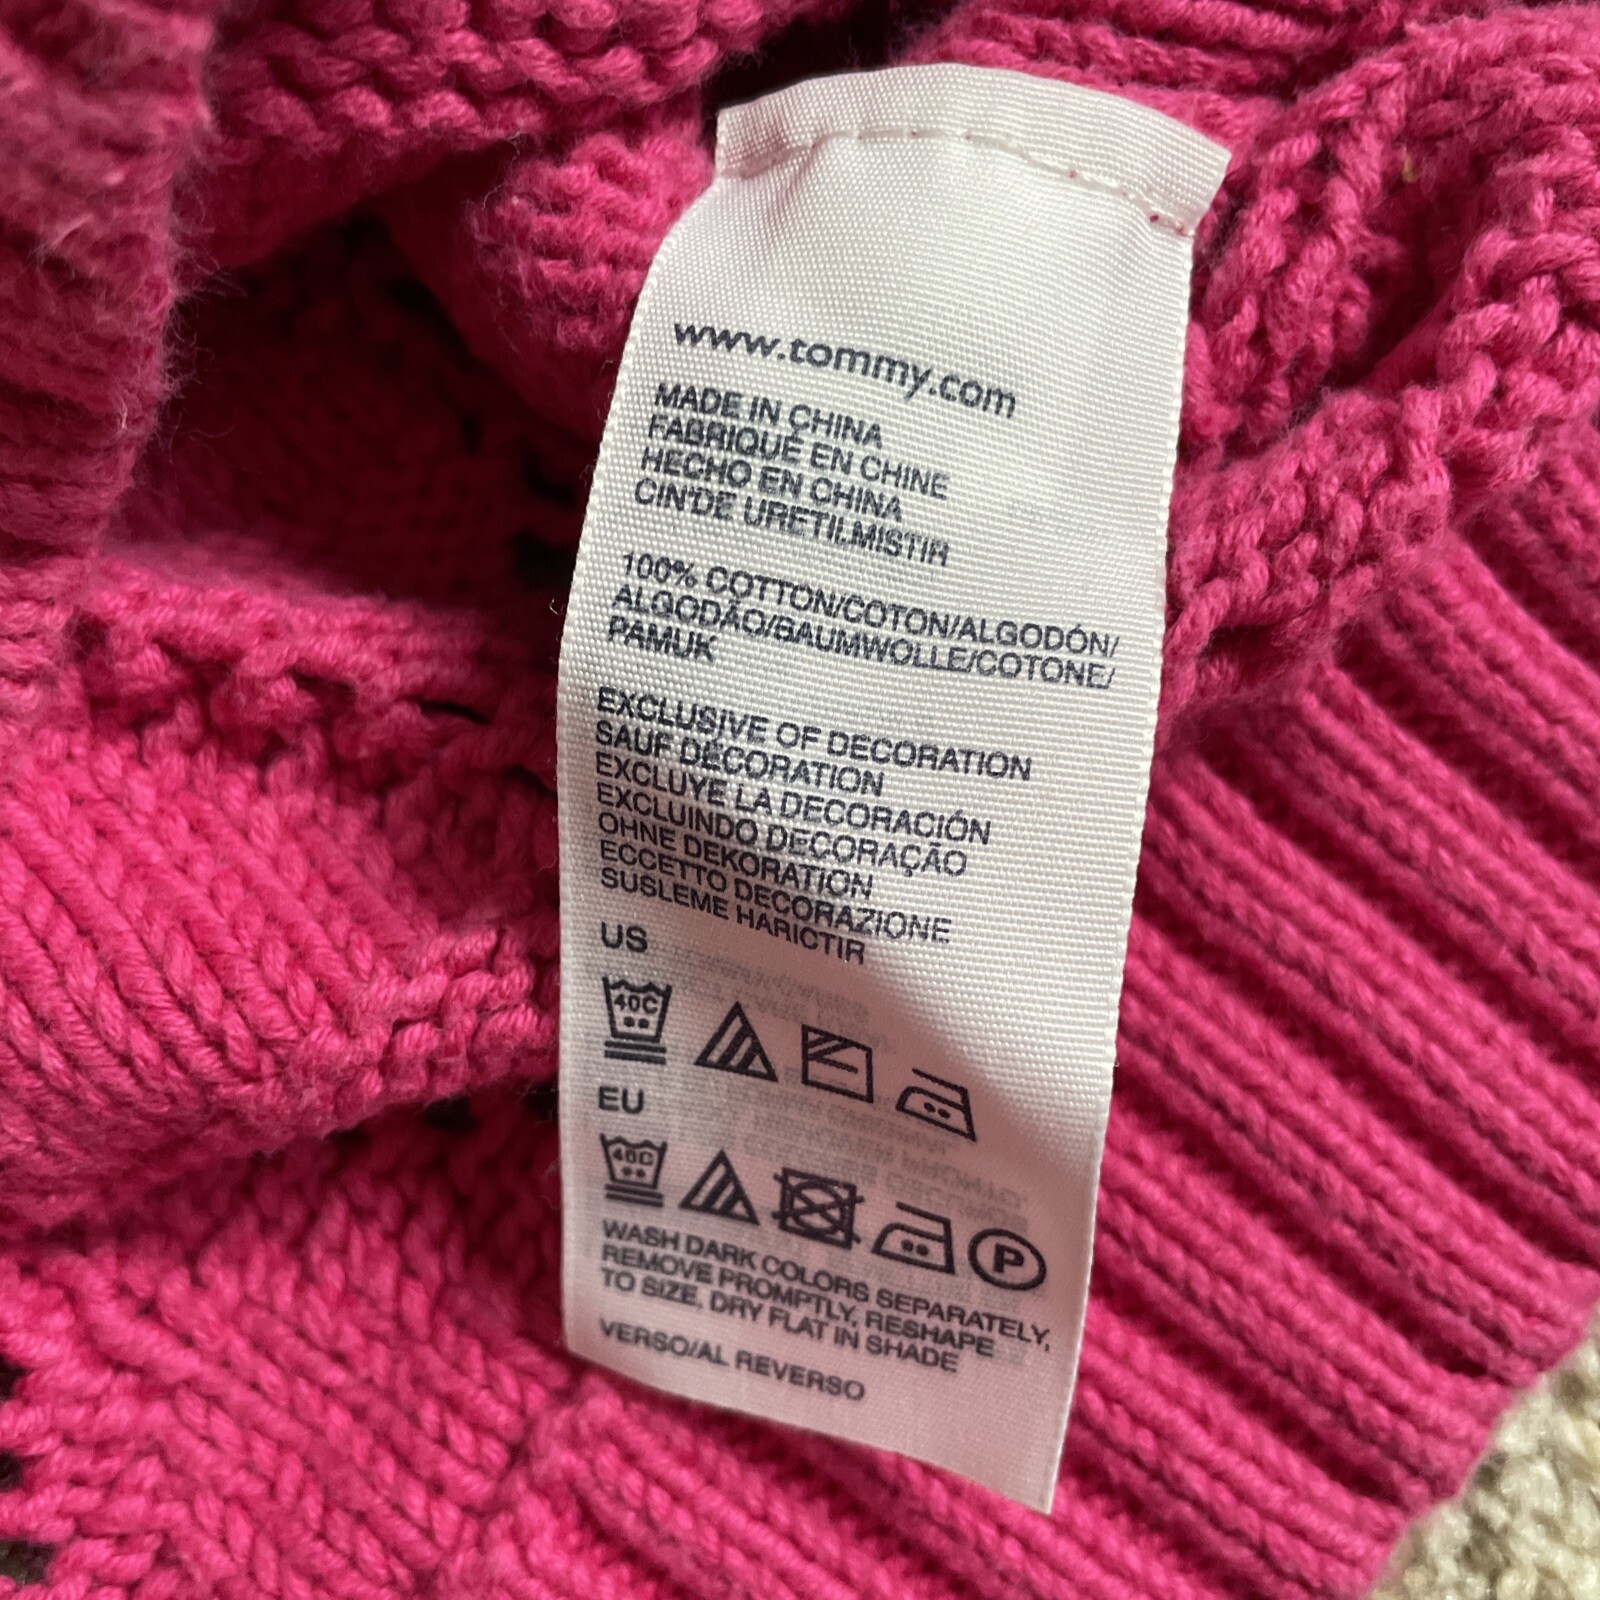 www.tommy.com
MADE IN CHINA
FABRIQUÉ EN CHINE
HECHO EN CHINA
CIN'DE URETILMISTIR
100% COTTON/COTON/ALGODÓN/
ALGODÃO/BAUMWOLLE/COTONE/
PAMUK
EXCLUSIVE OF DECORATION
SAUF DÉCORATION
EXCLUYE LA DECORACIÓN
EXCLUINDO DECORAÇÃO
OHNE DEKORATION
ECCETTO DECORAZIONE
SUSLEME HARICTIR
US
40C
EU
40C
P
WASH DARK COLORS SEPARATELY,
REMOVE PROMPTLY, RESHAPE
TO SIZE, DRY FLAT IN SHADE
VERSO/AL REVERSO